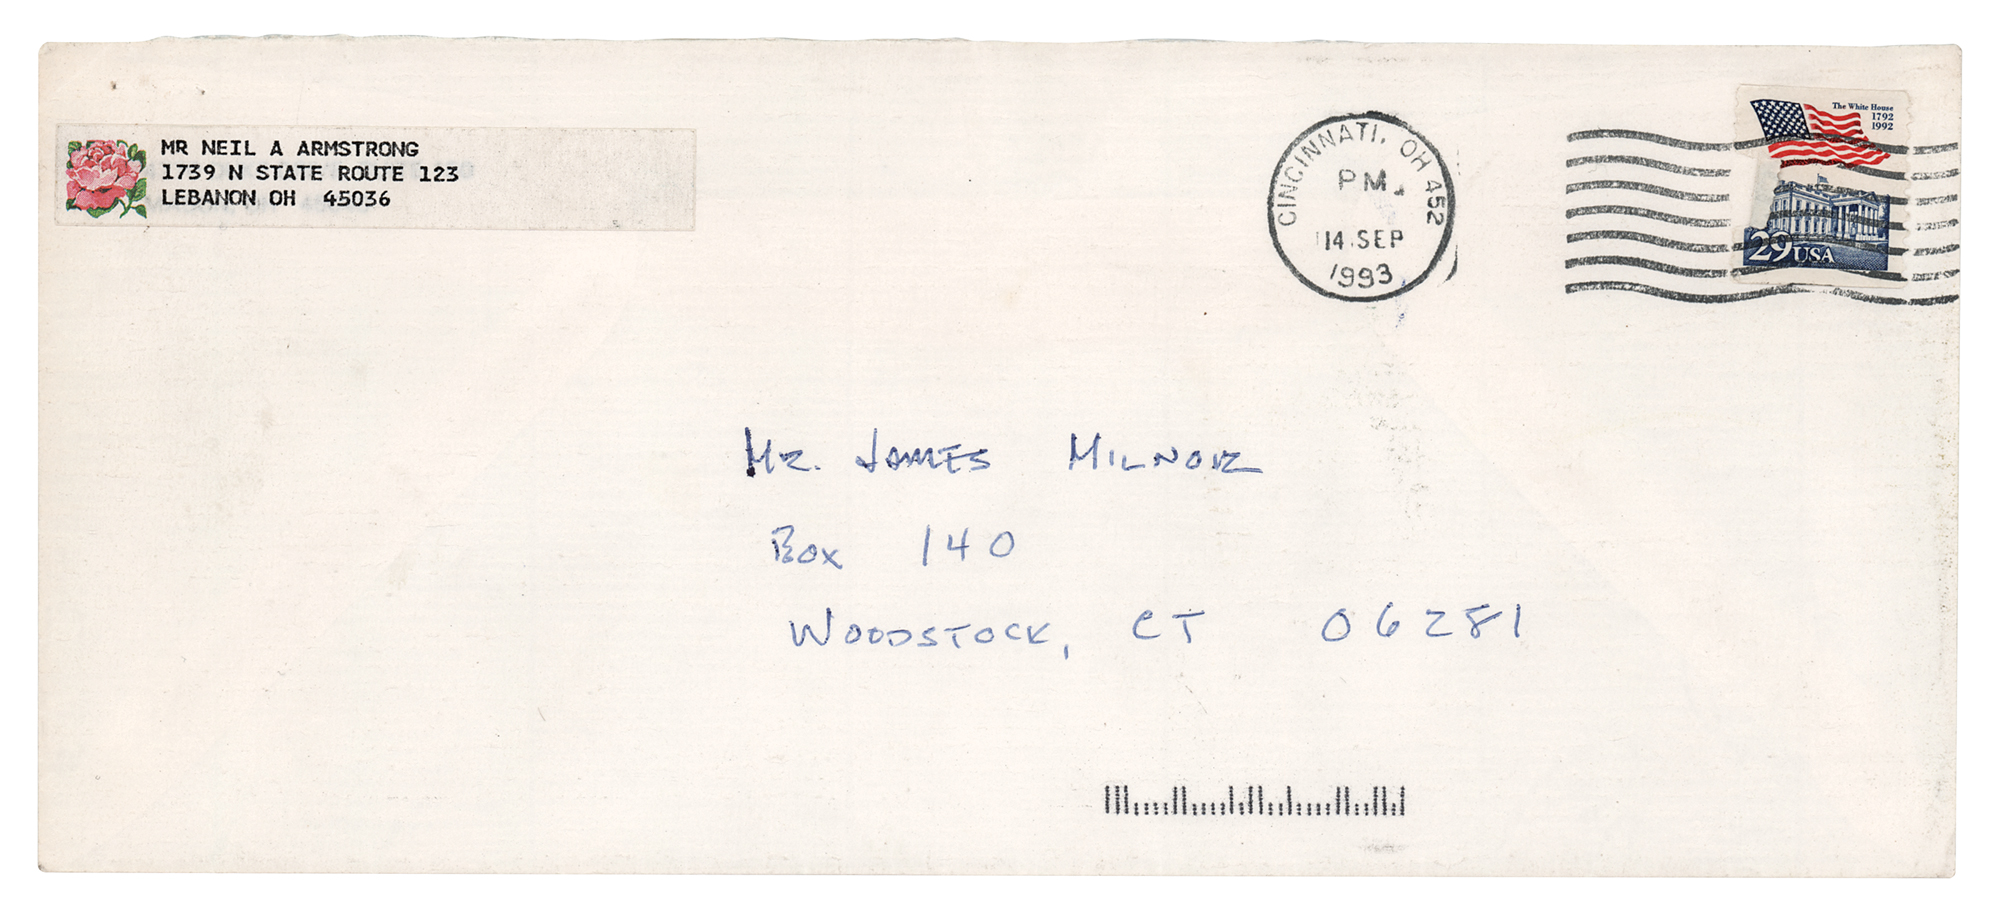 MR NEIL A ARMSTRONG
1739 N STATE ROUTE 123
LEBANON OH 45036
CINCINNATI, OH 452
PM
14 SEP
1993
The White House
1792
1992
29 USA
MR. JAMES MILNOR
BOX 140
WOODSTOCK, CT 06281